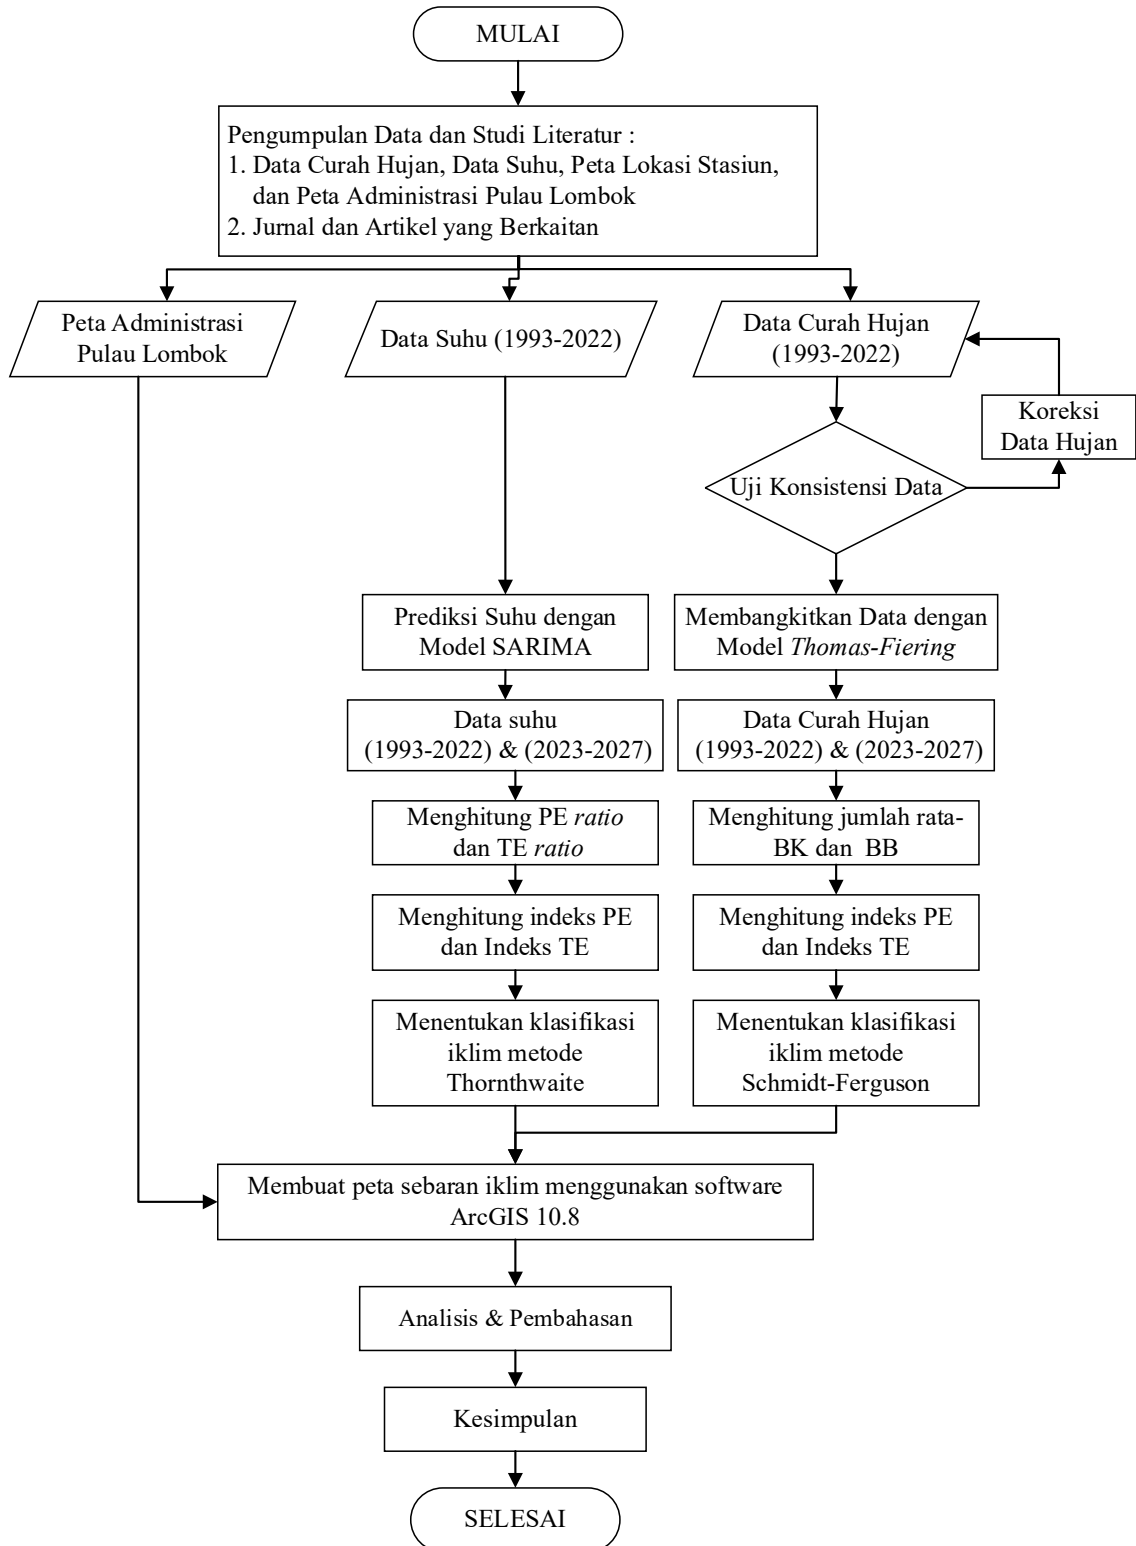 MULAI
Pengumpulan Data dan Studi Literatur :
1. Data Curah Hujan, Data Suhu, Peta Lokasi Stasiun,
dan Peta Administrasi Pulau Lombok
2. Jurnal dan Artikel yang Berkaitan
Peta Administrasi
Pulau Lombok
Data Suhu (1993-2022)
Data Curah Hujan
(1993-2022)
Koreksi
Data Hujan
Uji Konsistensi Data
Prediksi Suhu dengan
Model SARIMA
Membangkitkan Data dengan
Model Thomas-Fiering
Data suhu
(1993-2022) & (2023-2027)
Data Curah Hujan
(1993-2022) & (2023-2027)
Menghitung PE ratio
dan TE ratio
Menghitung jumlah rata-
BK dan BB
Menghitung indeks PE
dan Indeks TE
Menghitung indeks PE
dan Indeks TE
Menentukan klasifikasi
iklim metode
Thornthwaite
Menentukan klasifikasi
iklim metode
Schmidt-Ferguson
Membuat peta sebaran iklim menggunakan software
ArcGIS 10.8
Analisis & Pembahasan
Kesimpulan
SELESAI